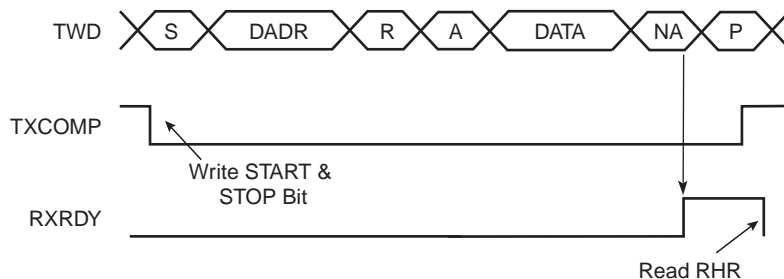 TWD S DADR R A DATA NA P
TXCOMP
Write START &
STOP Bit
RXRDY
Read RHR